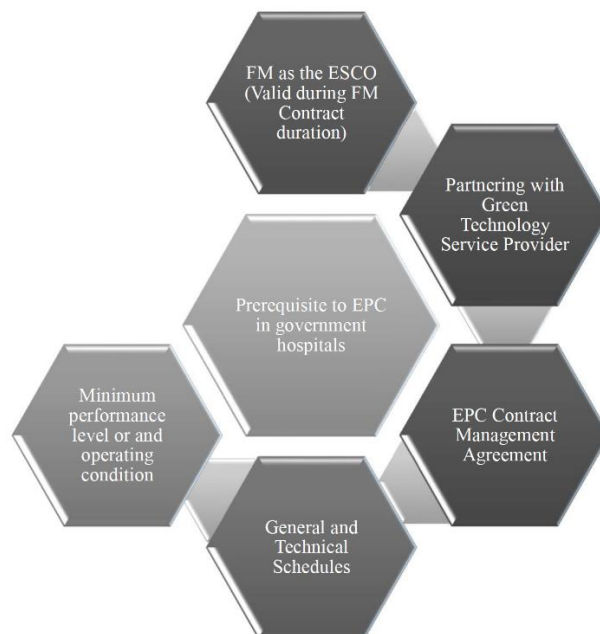 FM as the ESCO
(Valid during FM
Contract
duration)
Partnering with
Green
Technology
Service Provider
Prerequisite to EPC
in government
hospitals
EPC Contract
Management
Agreement
General and
Technical
Schedules
Minimum
performance
level or and
operating
condition